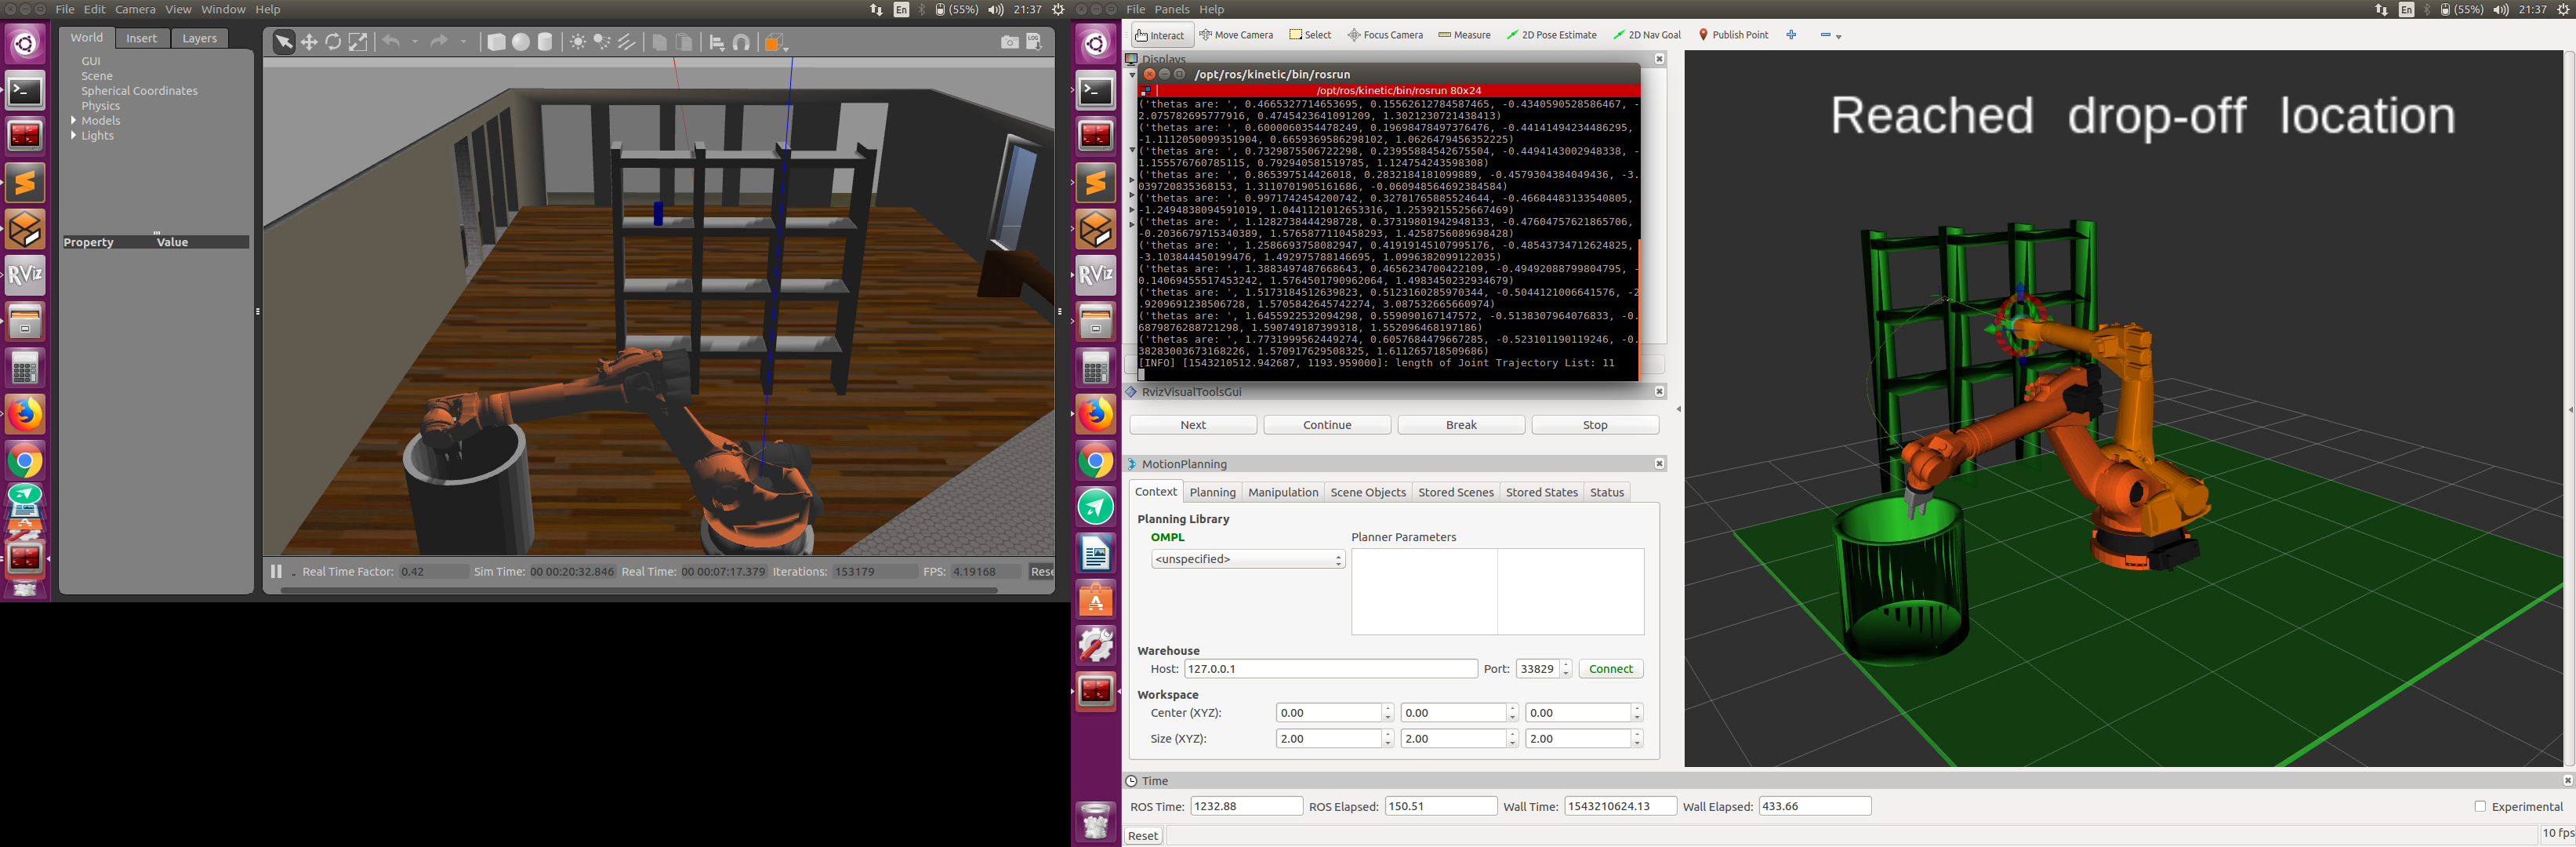 File Edit Camera View Window Help
En (55%) 21:37
World Insert Layers
GUI
Scene
Spherical Coordinates
Physics
Models
Lights
Property Value
LOG
RViz
Real Time Factor: 0.42 Sim Time: 00 00:20:32.846 Real Time: 00 00:07:17.379 Iterations: 153179 FPS: 4.19168 Rese
File Panels Help
En (55%) 21:37
Interact Move Camera Select Focus Camera Measure 2D Pose Estimate 2D Nav Goal Publish Point
Displays
/opt/ros/kinetic/bin/rosrun
/opt/ros/kinetic/bin/rosrun 80x24
('thetas are: ', 0.4665327714653695, 0.15562612784587465, -0.4340590528586467, -
2.075782695777916, 0.4745423641091209, 1.3021230721438413)
('thetas are: ', 0.6000060354478249, 0.19698478497376476, -0.44141494234486295,
-1.1112050099351904, 0.6659369586298102, 1.0626479456352225)
('thetas are: ', 0.7329875506722298, 0.23955884542675504, -0.4494143002948338, -
1.155576760785115, 0.792940581519785, 1.124754243598308)
('thetas are: ', 0.865397514426018, 0.2832184181099889, -0.4579304384049436, -3.
039720835368153, 1.3110701905161686, -0.060948564692384584)
('thetas are: ', 0.9971742454200742, 0.32781765885524644, -0.46684483133540805,
-1.2494838094591019, 1.0441121012653316, 1.2539215525667469)
('thetas are: ', 1.1282738444298728, 0.37319801942948133, -0.47604757621865706,
-0.2036679715340389, 1.5765877110458293, 1.4258756089698428)
('thetas are: ', 1.2586693758082947, 0.41919145107995176, -0.48543734712624825,
-3.103844450199476, 1.492975788146695, 1.0996382099122035)
('thetas are: ', 1.3883497487668643, 0.4656234700422109, -0.49492088799804795, -
0.14069455517453242, 1.5764501790962064, 1.4983450232934679)
('thetas are: ', 1.5173184512639823, 0.5123160285970344, -0.5044121006641576, -2
.9209691238506728, 1.5705842645742274, 3.087532665660974)
('thetas are: ', 1.6455922532094298, 0.559090167147572, -0.5138307964076833, -0.
6879876288721298, 1.590749187399318, 1.552096468197186)
('thetas are: ', 1.7731999562449274, 0.6057684479667285, -0.523101190119246, -0.
38283003673168226, 1.570917629508325, 1.611265718509686)
[INFO] [1543210512.942687, 1193.959000]: length of Joint Trajectory List: 11
RvizVisualToolsGui
Next Continue Break Stop
MotionPlanning
Context Planning Manipulation Scene Objects Stored Scenes Stored States Status
Planning Library
OMPL Planner Parameters
<unspecified>
Warehouse
Host: 127.0.0.1 Port: 33829 Connect
Workspace
Center (XYZ): 0.00 0.00 0.00
Size (XYZ): 2.00 2.00 2.00
Reached drop-off location
RViz
Time
ROS Time: 1232.88 ROS Elapsed: 150.51 Wall Time: 1543210624.13 Wall Elapsed: 433.66 Experimental
Reset 10 fps